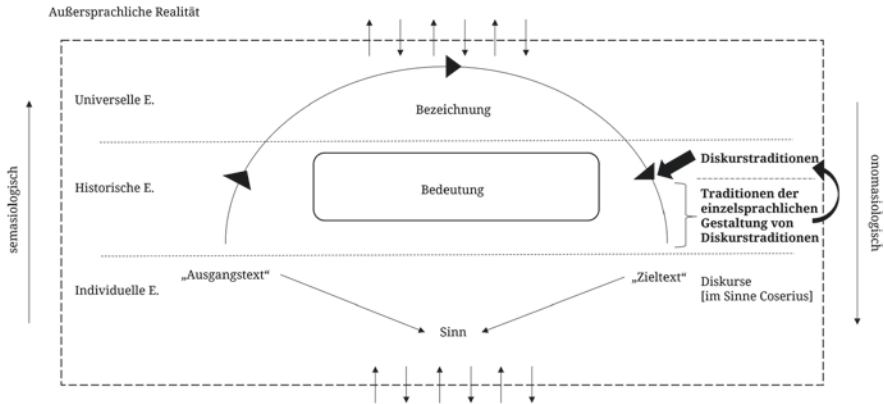 Außersprachliche Realität
Universelle E.
Bezeichnung
Diskurstraditionen
Historische E.
Bedeutung
Traditionen der
einzelsprachlichen
Gestaltung von
Diskurstraditionen
semasiologisch
onomasiologisch
„Ausgangstext“
„Zieltext“
Individuelle E.
Diskurse
[im Sinne Coserius]
Sinn